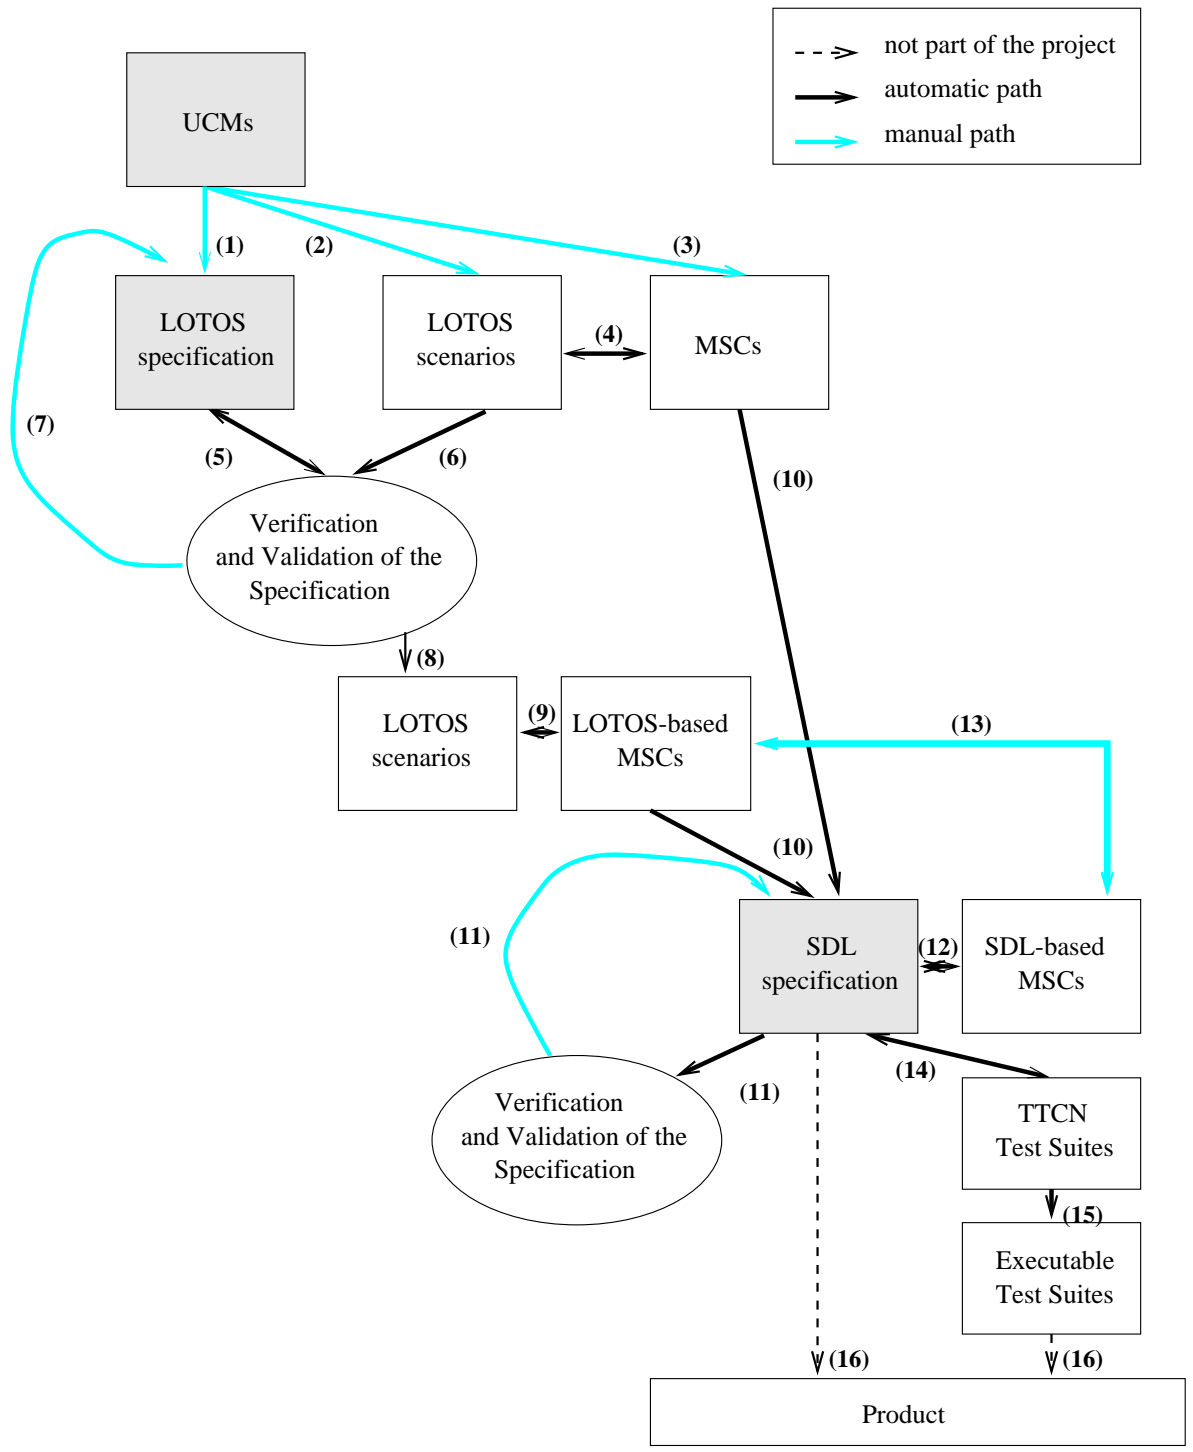 not part of the project
automatic path
manual path
UCMs
(1)
(2)
(3)
LOTOS
specification
LOTOS
scenarios
(4)
MSCs
(7)
(5)
(6)
(10)
Verification
and Validation of the
Specification
(8)
LOTOS
scenarios
(9)
LOTOS-based
MSCs
(13)
(10)
(11)
SDL
specification
(12)
SDL-based
MSCs
(14)
(11)
Verification
and Validation of the
Specification
TTCN
Test Suites
(15)
Executable
Test Suites
(16)
(16)
Product